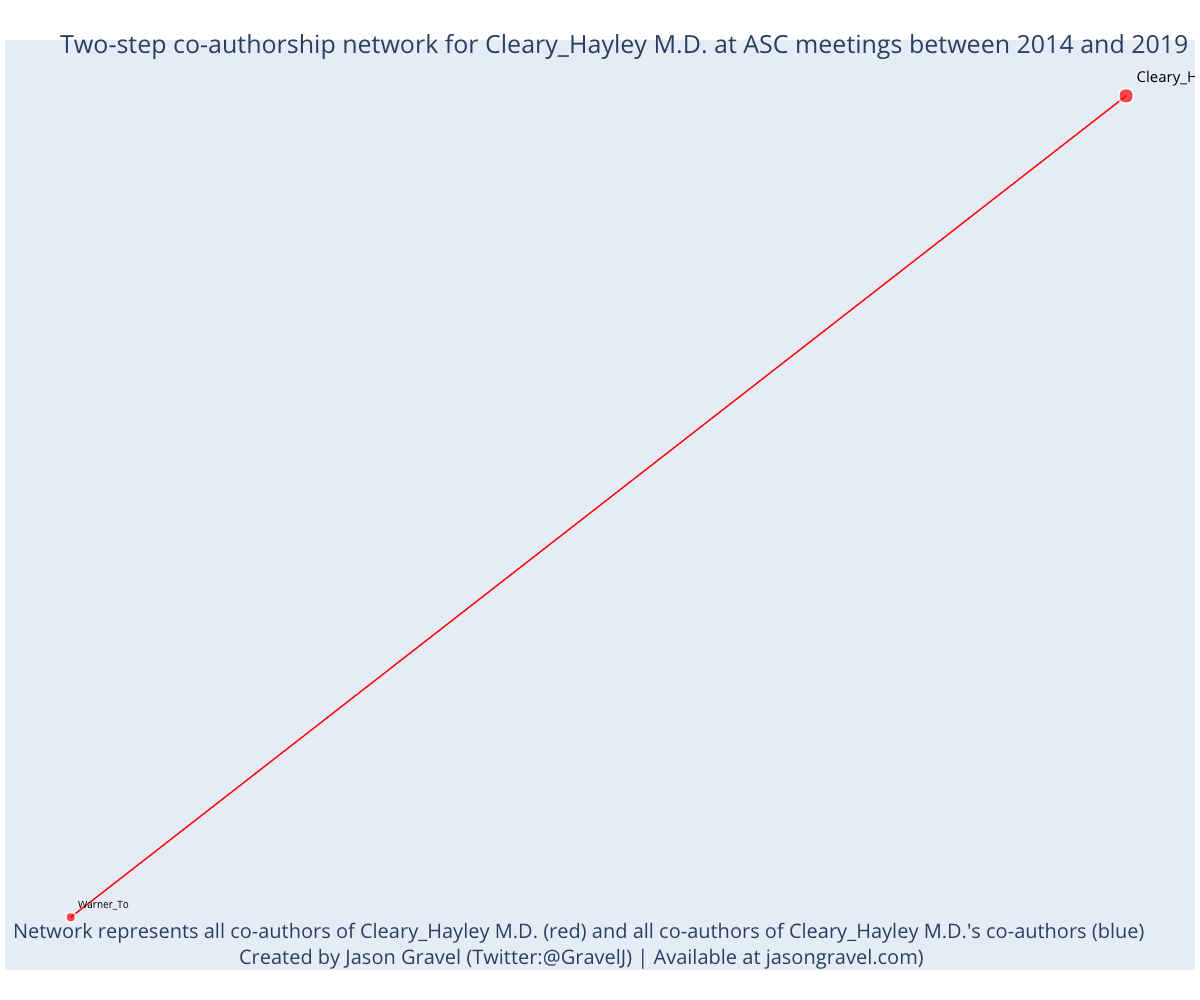 Two-step co-authorship network for Cleary_Hayley M.D. at ASC meetings between 2014 and 2019
Cleary_H
Warner_To
Network represents all co-authors of Cleary_Hayley M.D. (red) and all co-authors of Cleary_Hayley M.D.'s co-authors (blue)
Created by Jason Gravel (Twitter:@GravelJ) | Available at jasongravel.com)